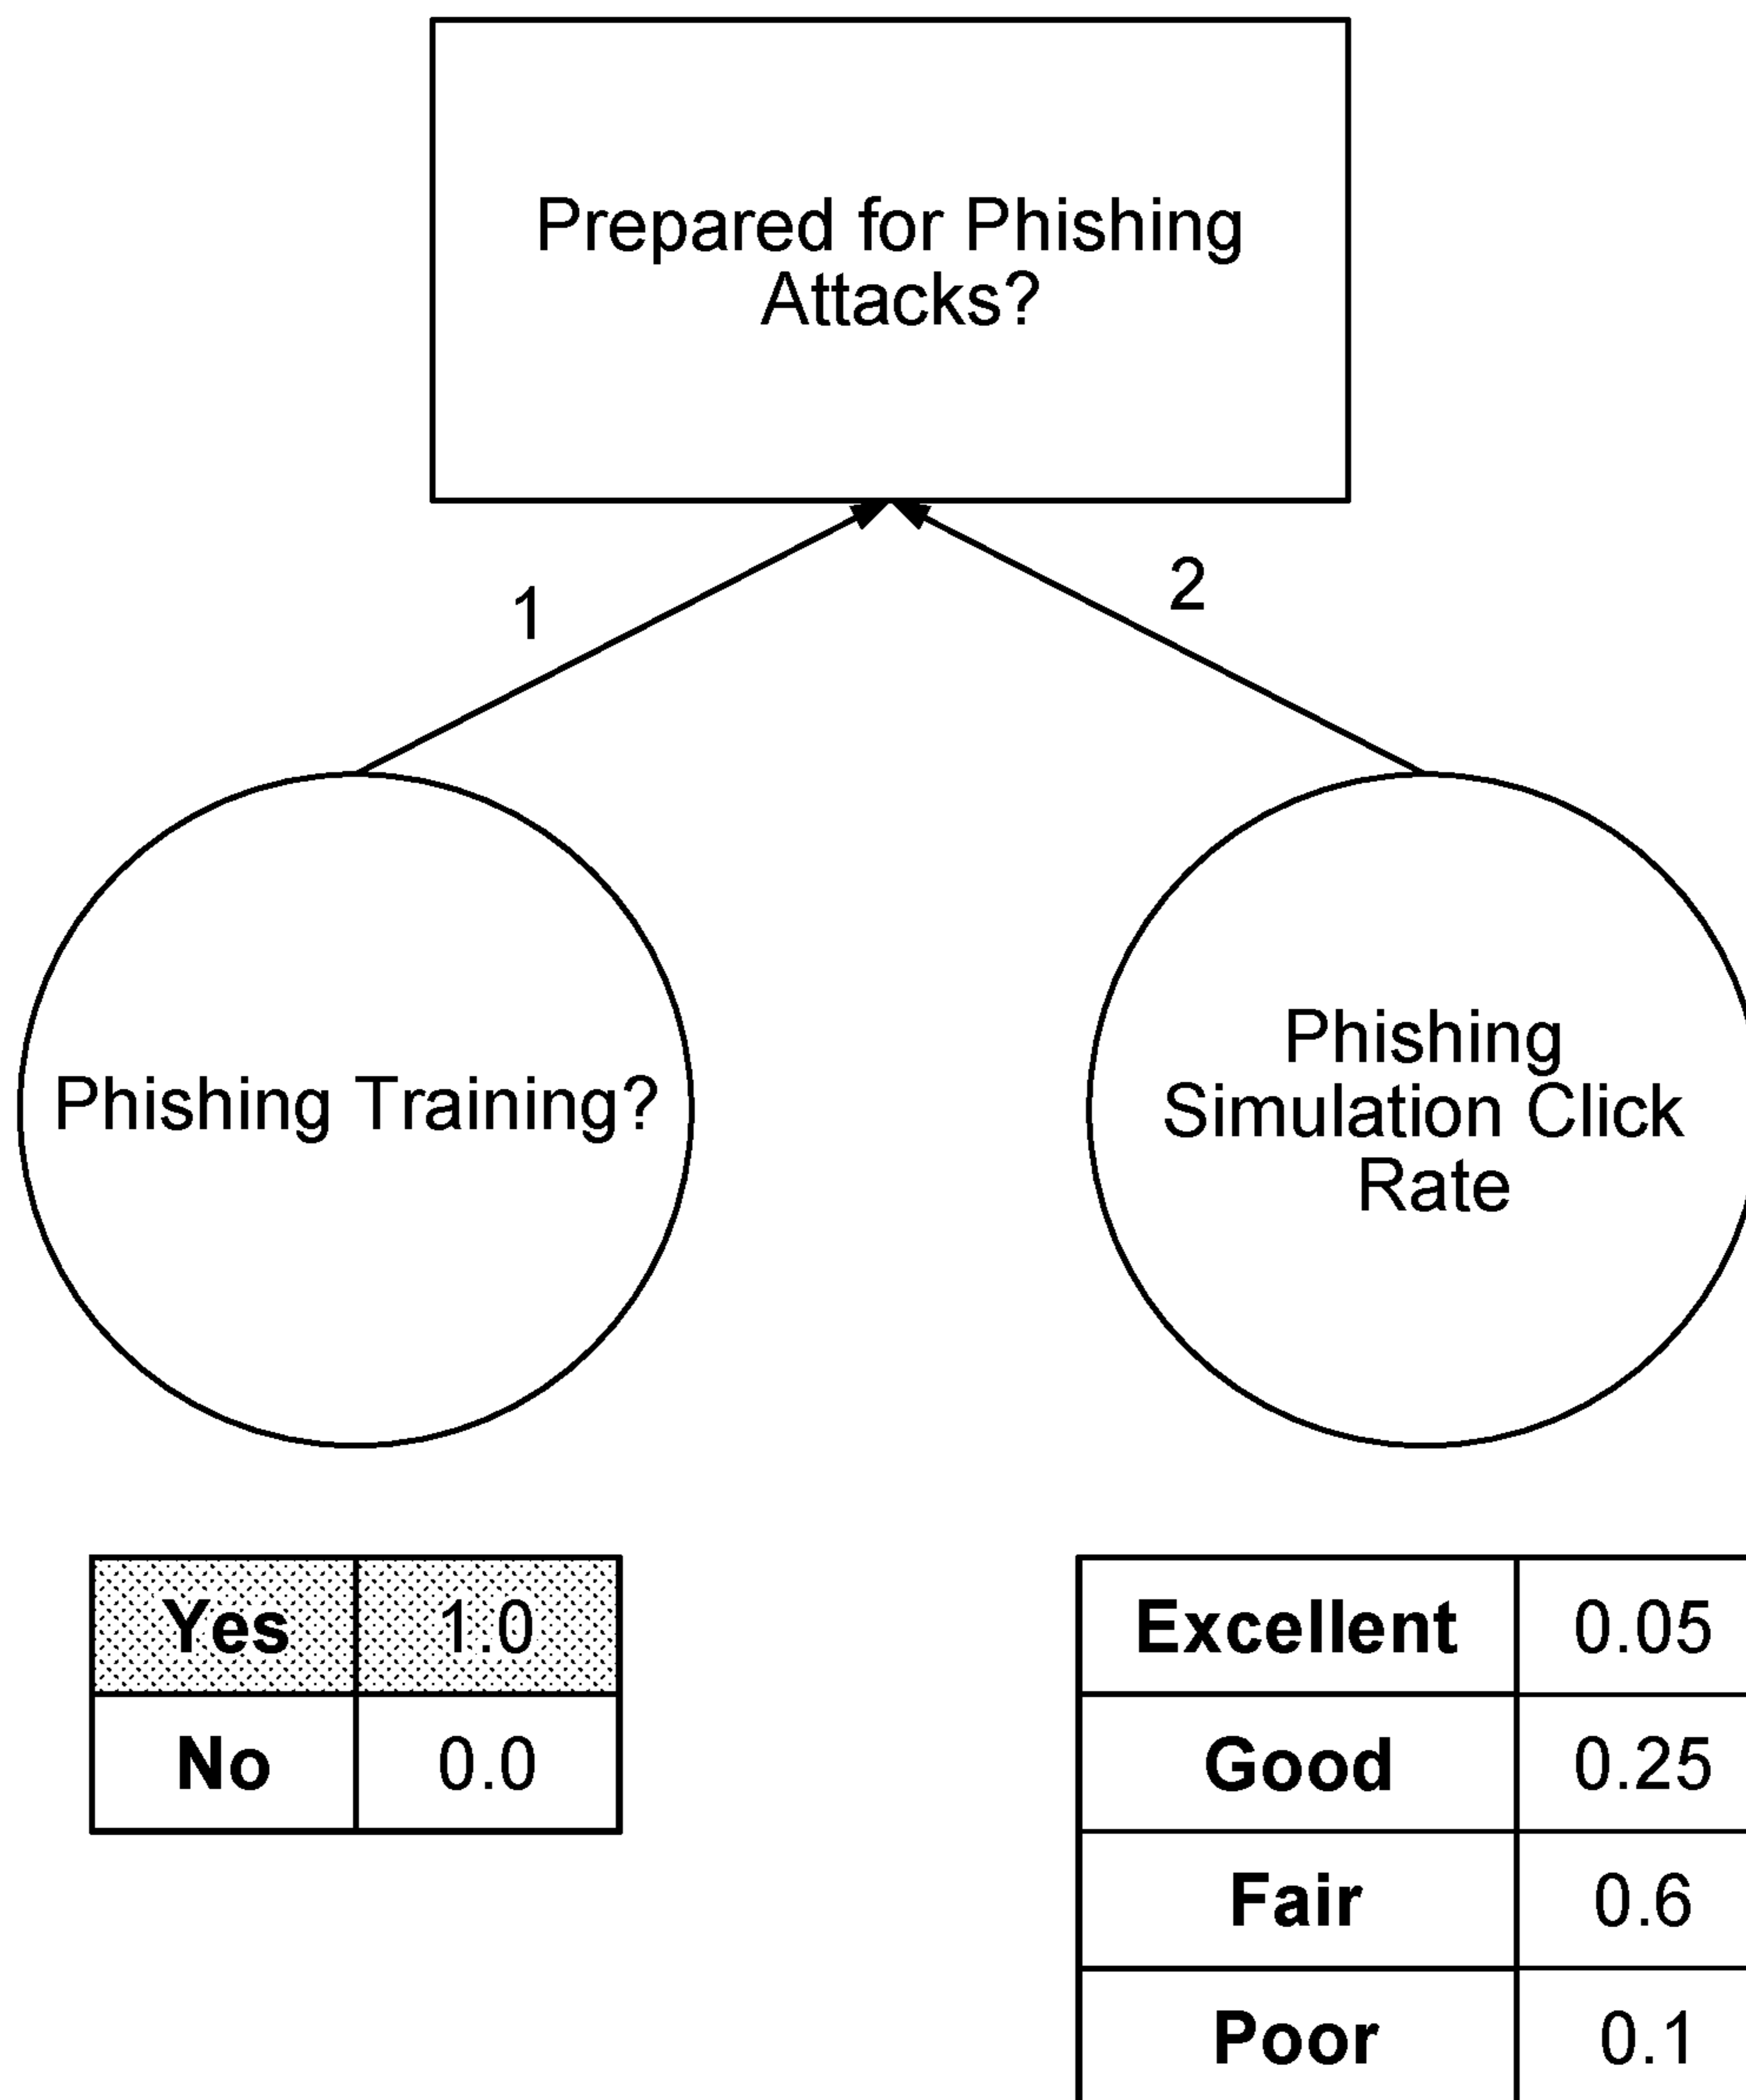 Prepared for Phishing
Attacks?
1
2
Phishing Training?
Phishing
Simulation Click
Rate
Yes 1.0
No 0.0
Excellent 0.05
Good 0.25
Fair 0.6
Poor 0.1